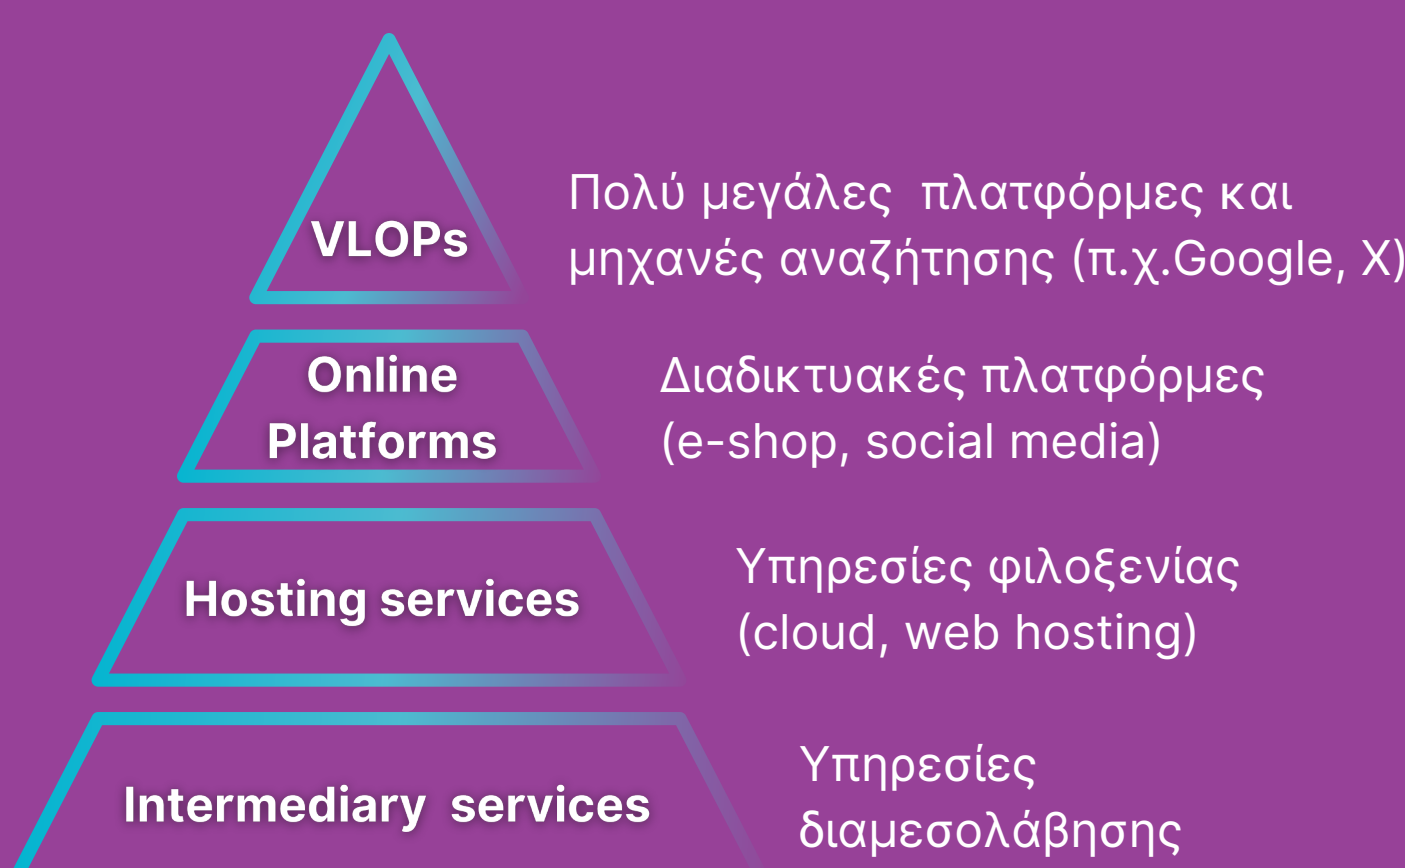 VLOPs
Πολύ μεγάλες πλατφόρμες και
μηχανές αναζήτησης (π.χ.Google, X)
Online
Platforms
Διαδικτυακές πλατφόρμες
(e-shop, social media)
Hosting services
Υπηρεσίες φιλοξενίας
(cloud, web hosting)
Intermediary services
Υπηρεσίες
διαμεσολάβησης